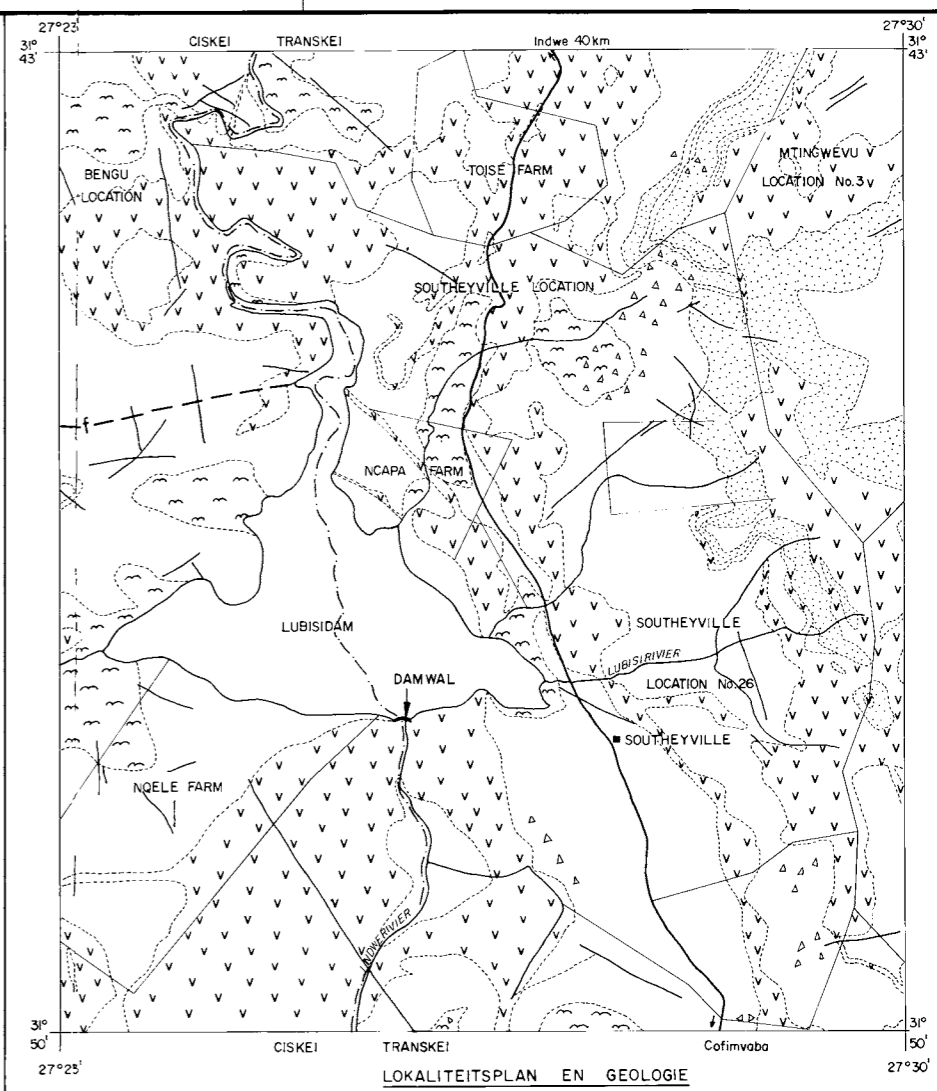 27°23' 27°30'
31° 43' CISKEI TRANSKEI Indwe 40km 31° 43'
MTINGWEVU
BENGU TOISE FARM LOCATION No.3
LOCATION
SOUTHEYVILLE LOCATION
f
NCAPA FARM
LUBISIDAM SOUTHEYVILLE
LUBISIRIVIER
DAMWAL LOCATION No.26
SOUTHEYVILLE
NQELE FARM
INDWERIVIER
31° 50' 31° 50'
CISKEI TRANSKEI Cofimvaba
27°25' 27°30'
LOKALITEITSPLAN EN GEOLOGIE